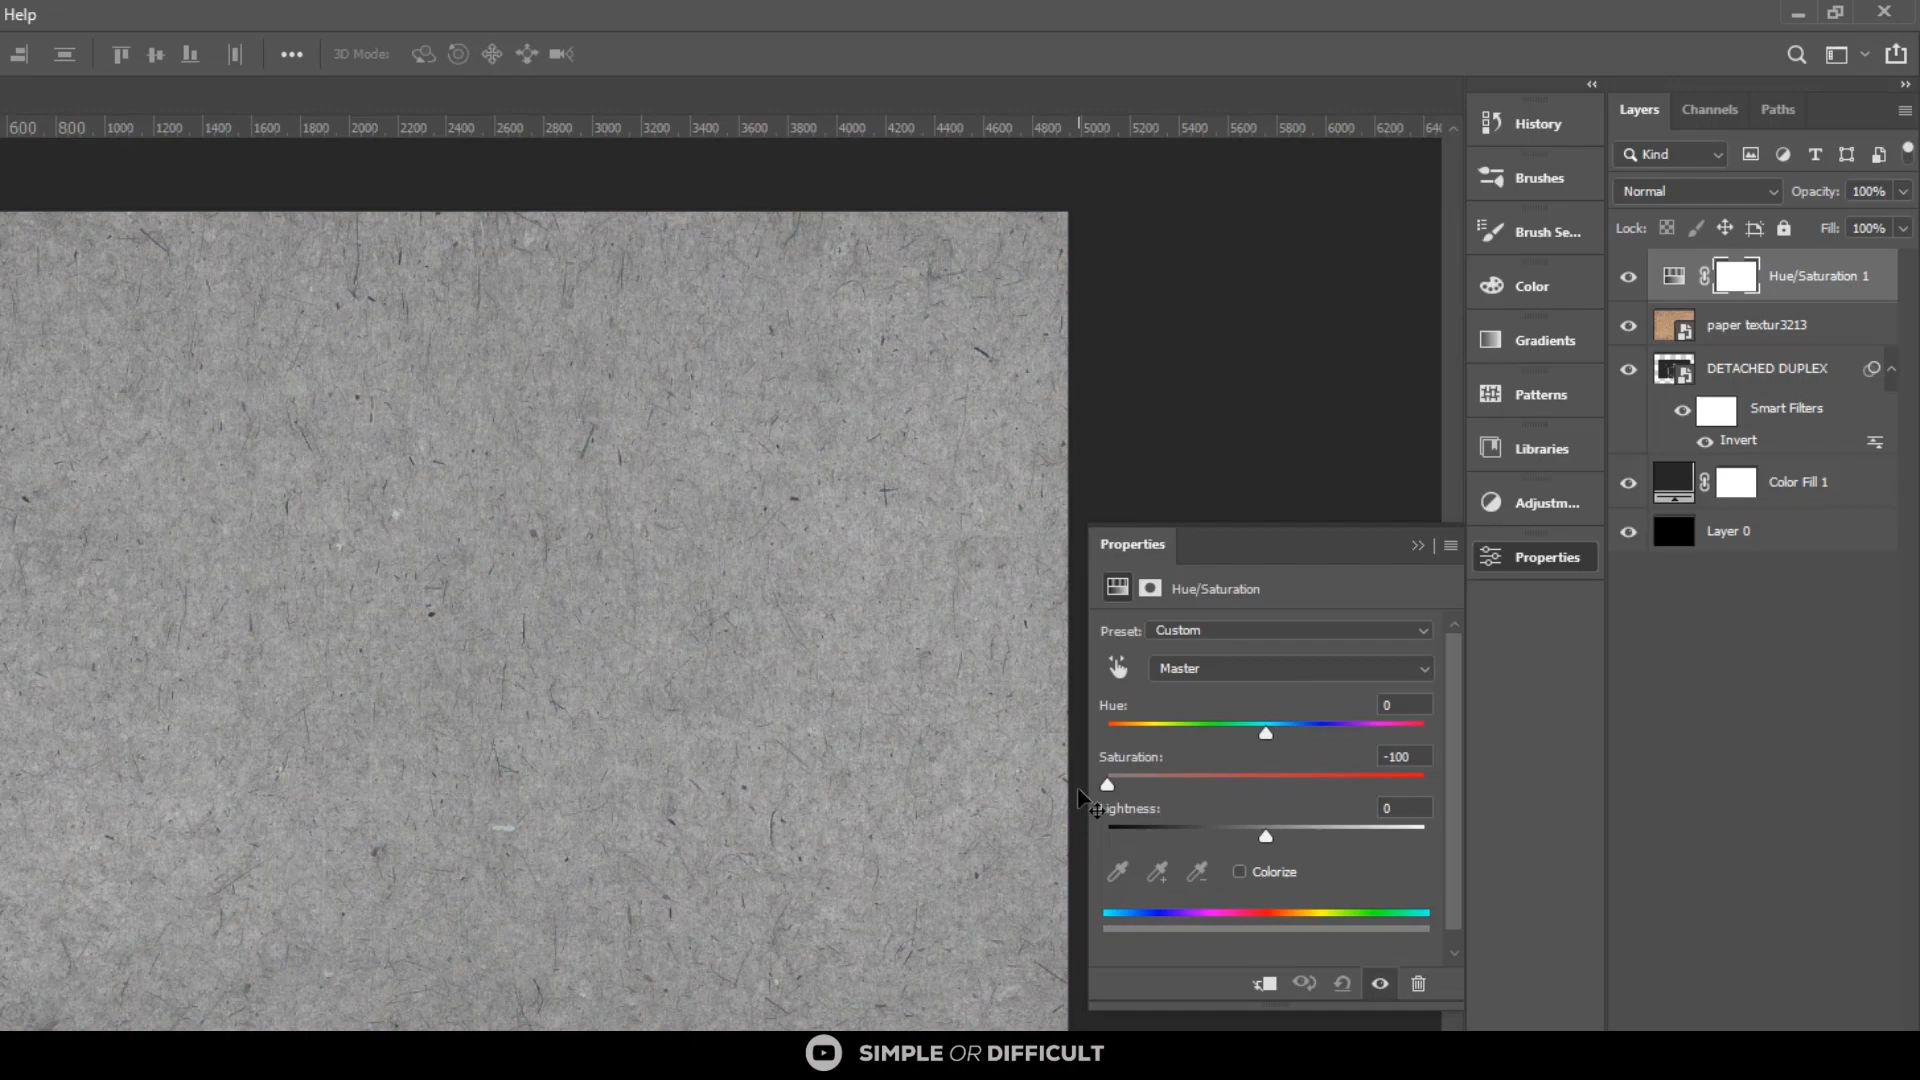 Help
3D Mode:
600 800 1000 1200 1400 1600 1800 2000 2200 2400 2600 2800 3000 3200 3400 3600 3800 4000 4200 4400 4600 4800 5000 5200 5400 5600 5800 6000 6200 640
History
Brushes
Brush Se...
Color
Gradients
Patterns
Libraries
Adjustm...
Properties
Layers Channels Paths
Kind
Normal Opacity: 100%
Lock: Fill: 100%
Hue/Saturation 1
paper textur3213
DETACHED DUPLEX
Smart Filters
Invert
Color Fill 1
Layer 0
Properties
Hue/Saturation
Preset: Custom
Master
Hue: 0
Saturation: -100
ightness: 0
Colorize
SIMPLE OR DIFFICULT